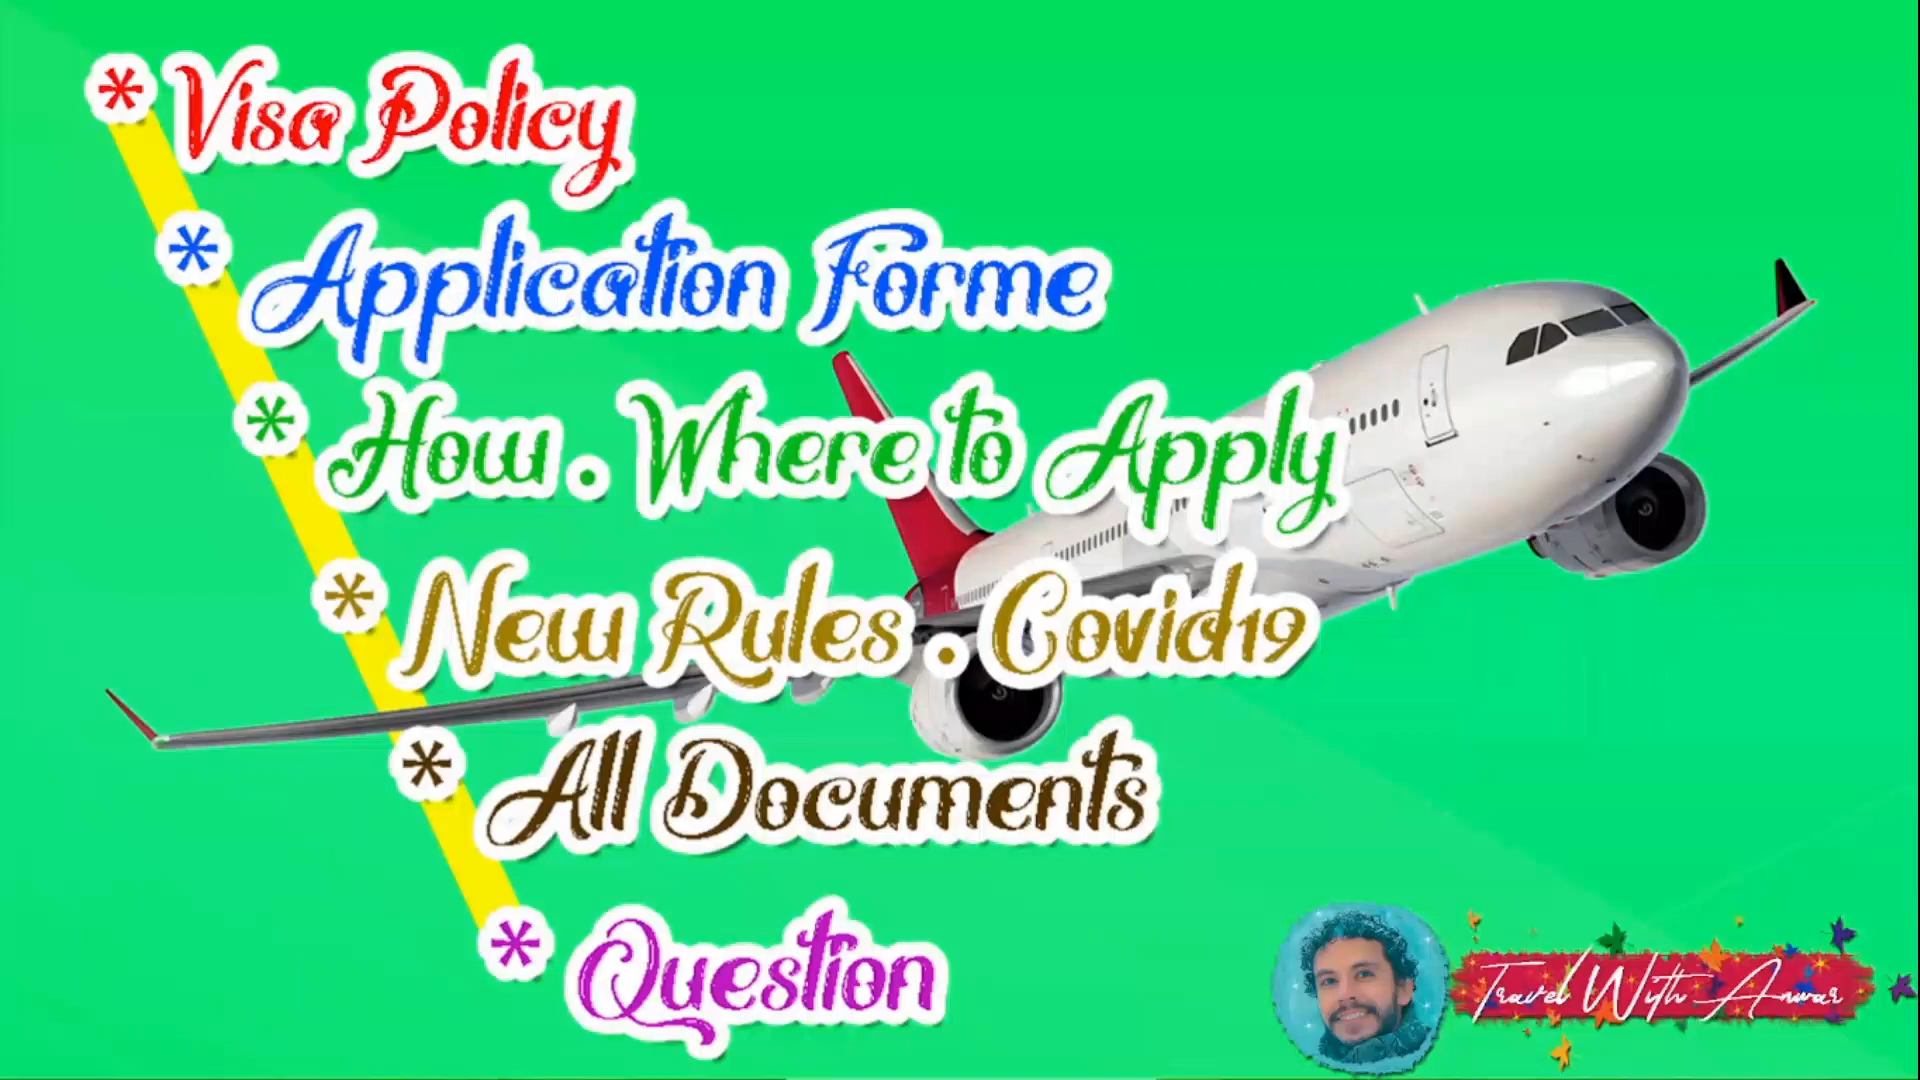 * Visa Policy
* Application Forme
* How . Where to Apply
* New Rules . Covid19
* All Documents
* Question
Travel With Anwar